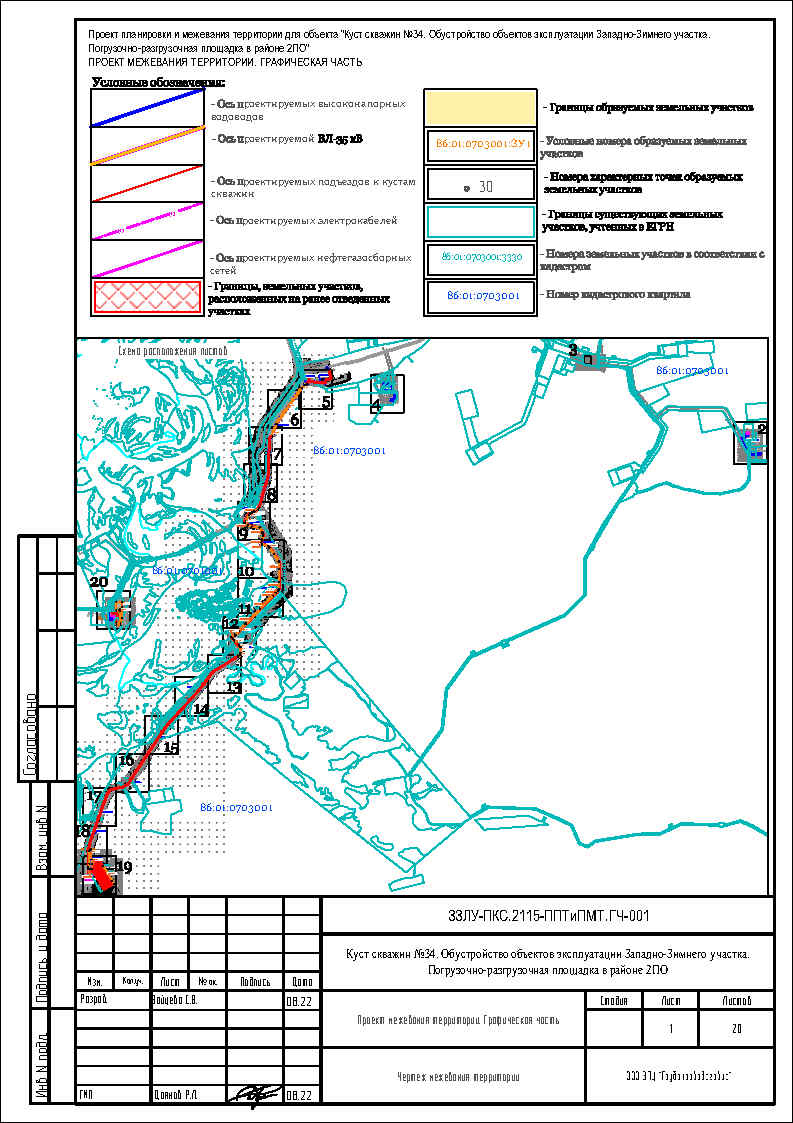 Проект планировки и межевания территории для объекта "Куст скважин №34. Обустройство объектов эксплуатации Западно-Зимнего участка.
Погрузочно-разгрузочная площадка в районе 2ПО"
ПРОЕКТ МЕЖЕВАНИЯ ТЕРРИТОРИИ. ГРАФИЧЕСКАЯ ЧАСТЬ
Условные обозначения:
- Ось проектируемых высоконапорных
водоводов
- Ось проектируемой ВЛ-35 кВ
- Ось проектируемых подъездов к кустам
скважин
- Ось проектируемых электрокабелей
- Ось проектируемых нефтегазосборных
сетей
- Границы, земельных участков,
расположенных на ранее отведенных
участках
- Границы образуемых земельных участков
86:01:0703001:ЗУ1
- Условные номера образуемых земельных
участков
30
- Номера характерных точек образуемых
земельных участков
- Границы существующих земельных
участков, учтенных в ЕГРН
86:01:0703001:3330
- Номера земельных участков в соответствии с
кадастром
86:01:0703001
- Номер кадастрового квартала
Схема расположения листов
3
86:01:0703001
5
4
6
2
7
86:01:0703001
8
9
10
86:01:0703001
20
11
12
13
14
15
16
17
86:01:0703001
18
19
Согласовано
Взам. инв N
Подпись и дата
Инв N подл.
33ЛУ-ПКС.2115-ППТиПМТ.ГЧ-001
Куст скважин №34. Обустройство объектов эксплуатации Западно-Зимнего участка.
Погрузочно-разгрузочная площадка в районе 2ПО
Изм. Кол.уч. Лист № ок. Подпись Дата
Разраб. Зайцева С.В. 08.22
Проект межевания территории. Графическая часть
Стадия Лист Листов
1 20
Чертеж межевания территории
ГИП Р.Л. 08.22